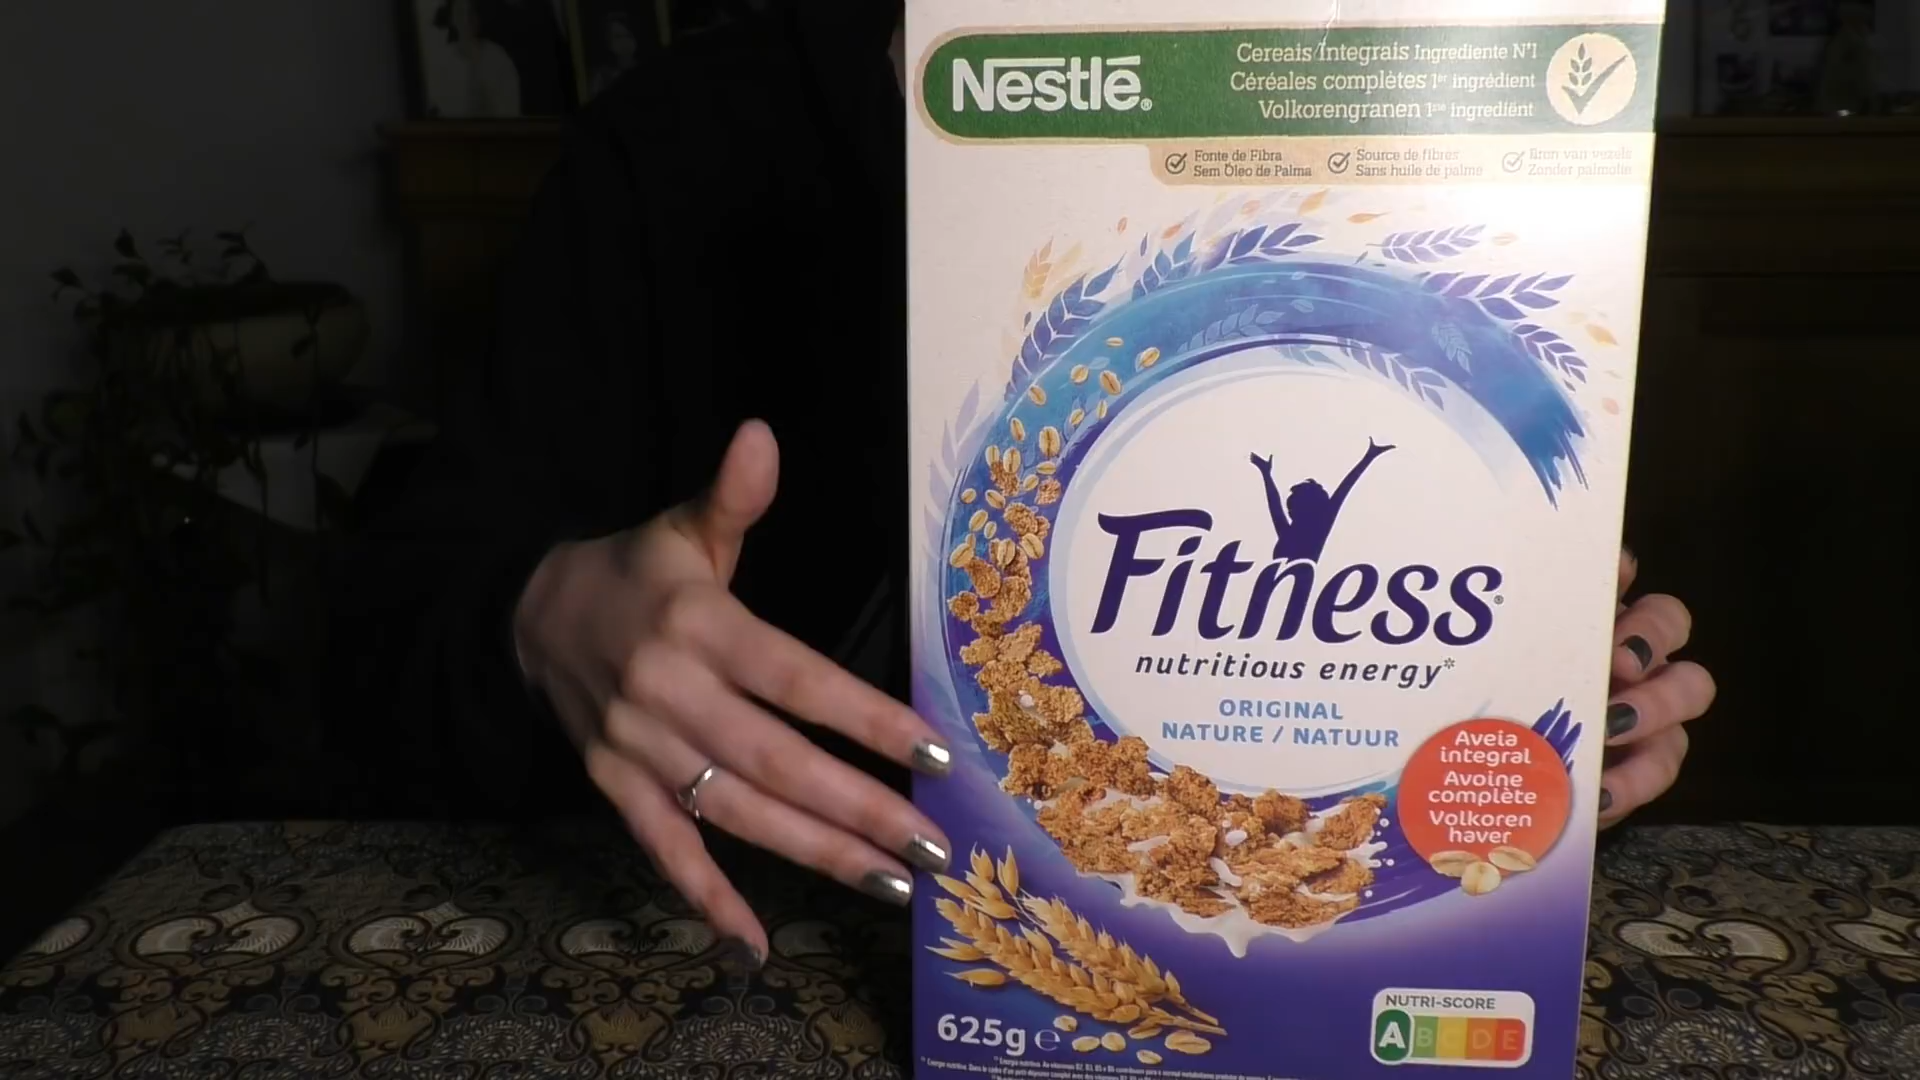 Nestlé®
Cereais Integrais Ingrediente N°1
Céréales complètes 1er ingrédient
Volkorengranen 1ste ingrediënt
Fonte de Fibra
Sem Óleo de Palma
Source de fibres
Sans huile de palme
Bron van vezels
Zonder palmolie
Fitness®
nutritious energy*
ORIGINAL
NATURE / NATUUR
Aveia
integral
Avoine
complète
Volkoren
haver
625g e
NUTRI-SCORE
A B C D E